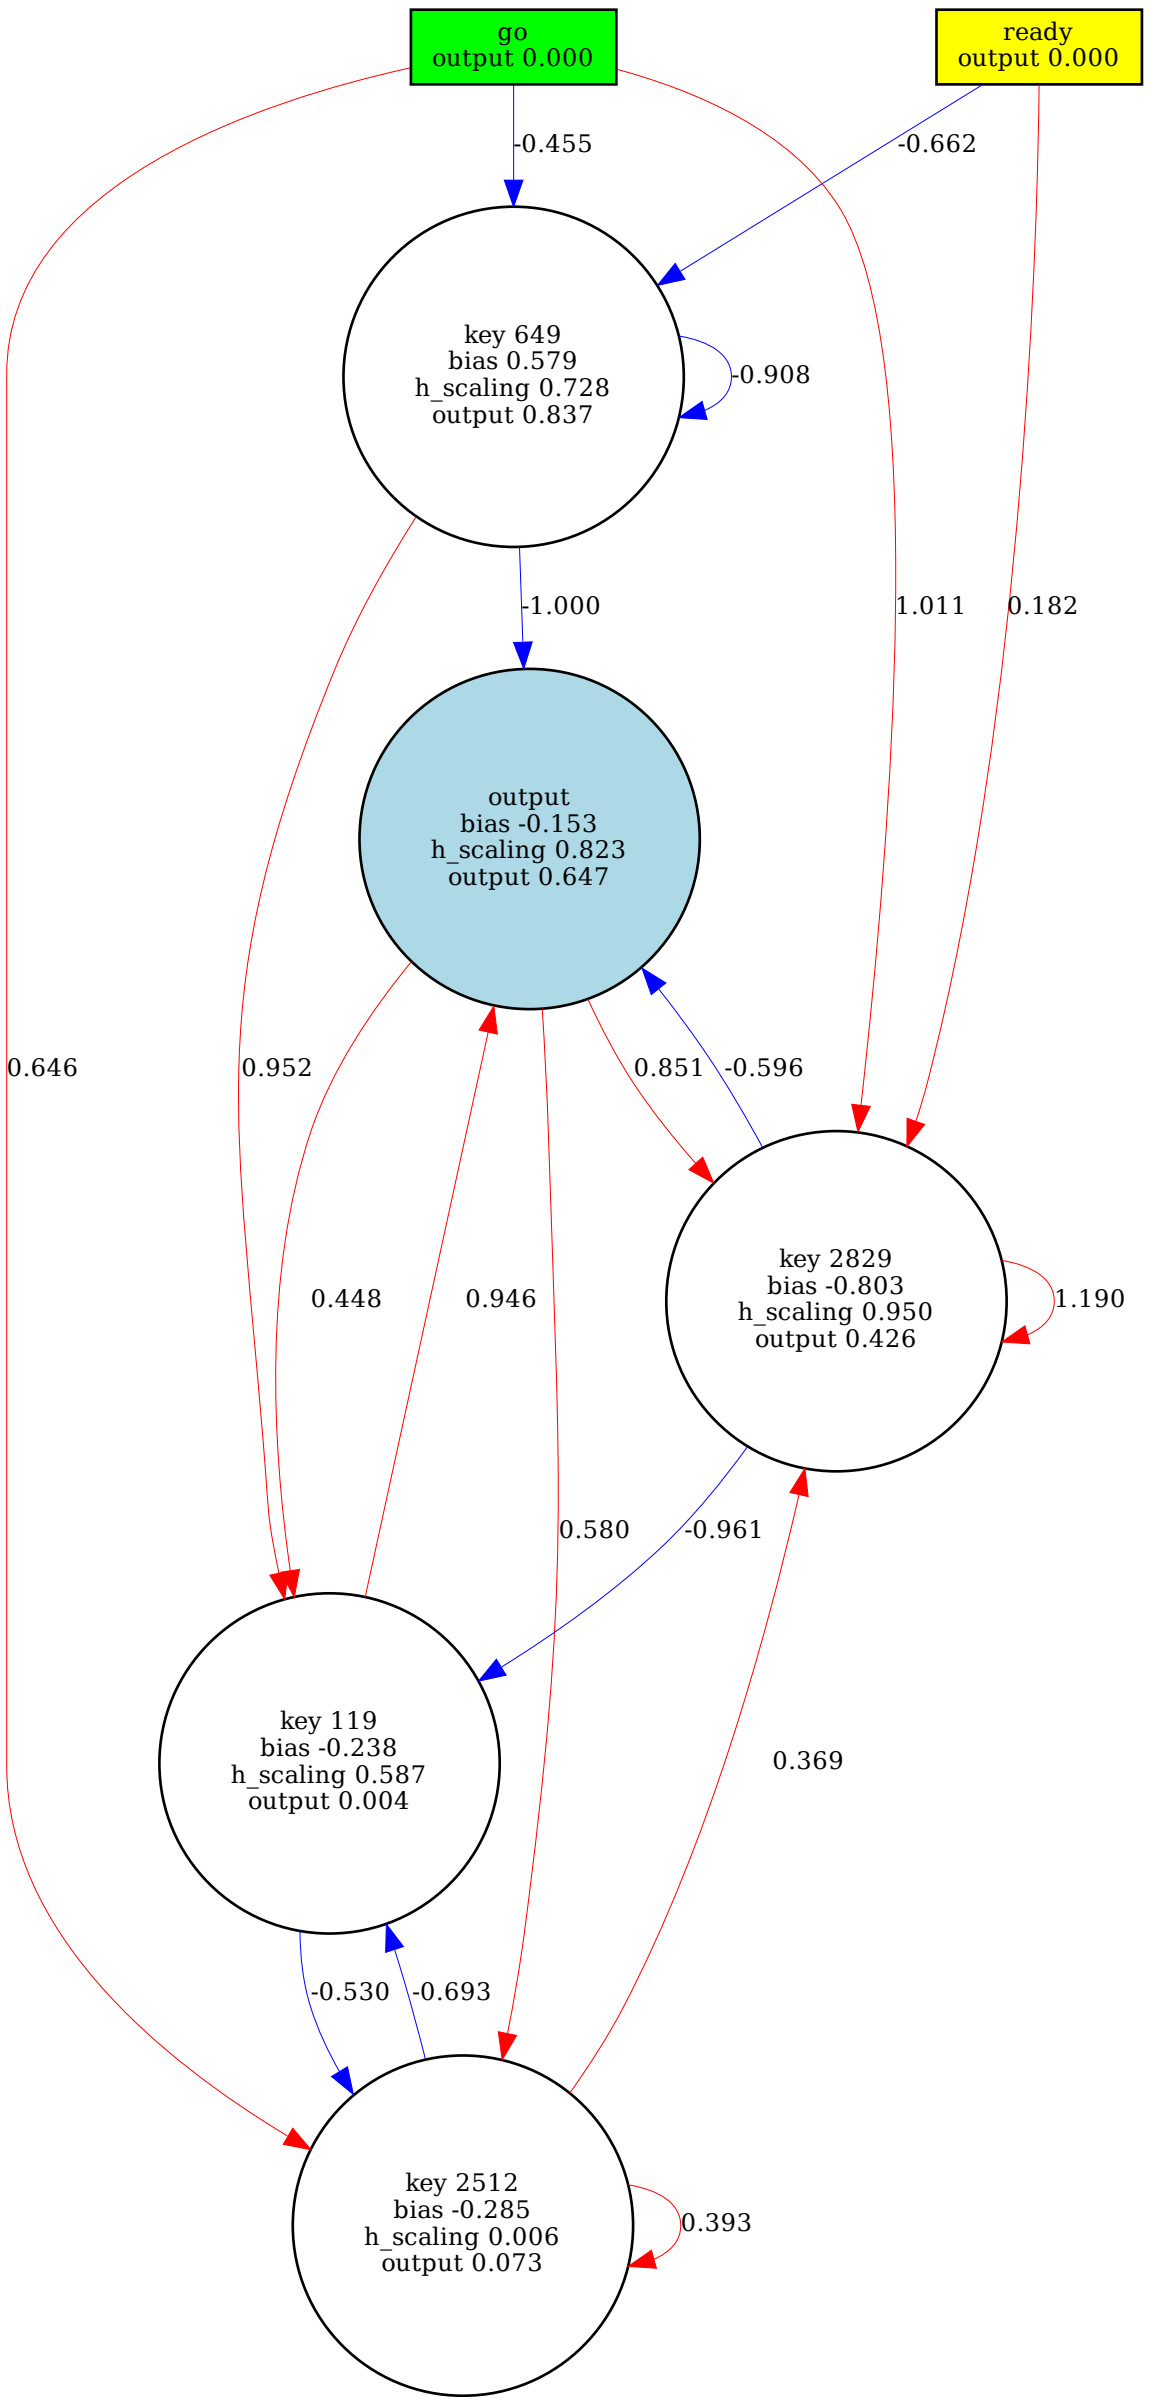 go
output 0.000
ready
output 0.000
-0.455
-0.662
key 649
bias 0.579
h_scaling 0.728
output 0.837
-0.908
-1.000
1.011
0.182
output
bias -0.153
h_scaling 0.823
output 0.647
0.646
0.952
0.851
-0.596
key 2829
bias -0.803
h_scaling 0.950
output 0.426
0.448
0.946
1.190
0.580
-0.961
key 119
bias -0.238
h_scaling 0.587
output 0.004
0.369
-0.530
-0.693
key 2512
bias -0.285
h_scaling 0.006
output 0.073
0.393